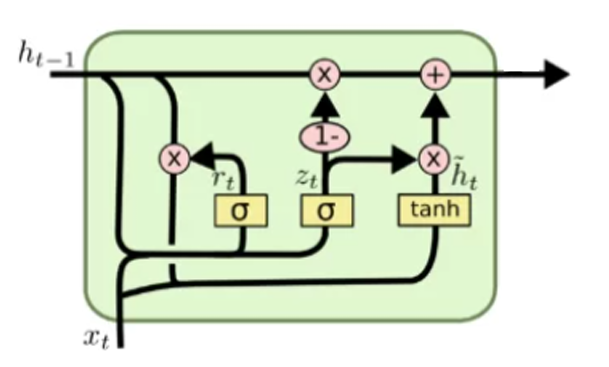 h_{t-1}
x
+
1-
x
x
r_t
z_t
h̃_t
σ
σ
tanh
x_t